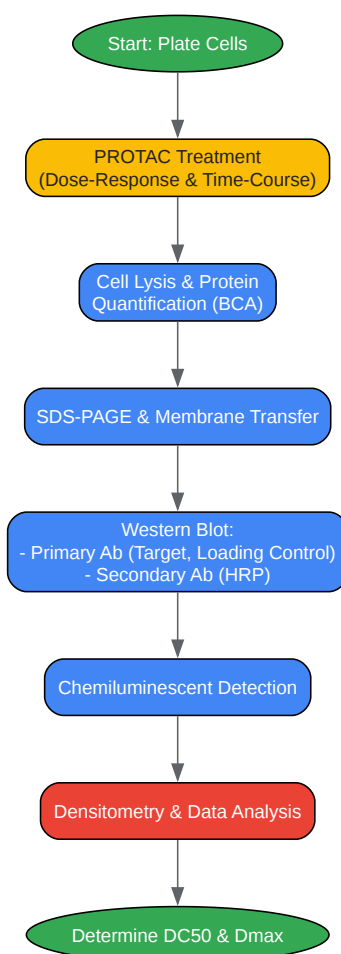 Start: Plate Cells
PROTAC Treatment
(Dose-Response & Time-Course)
Cell Lysis & Protein
Quantification (BCA)
SDS-PAGE & Membrane Transfer
Western Blot:
- Primary Ab (Target, Loading Control)
- Secondary Ab (HRP)
Chemiluminescent Detection
Densitometry & Data Analysis
Determine DC50 & Dmax